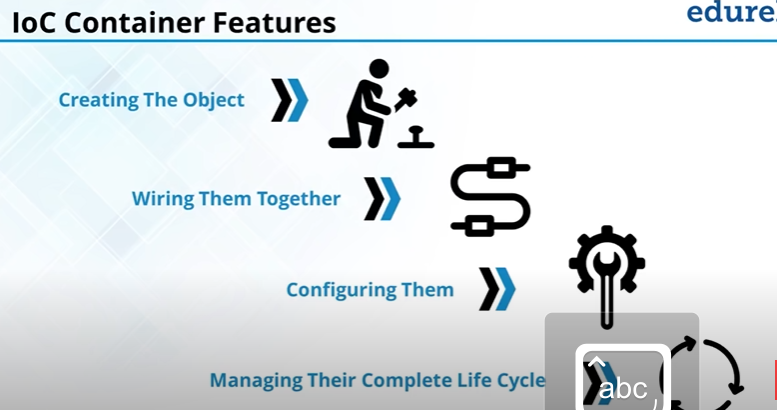 IoC Container Features
edure
Creating The Object
Wiring Them Together
Configuring Them
Managing Their Complete Life Cycle
abc